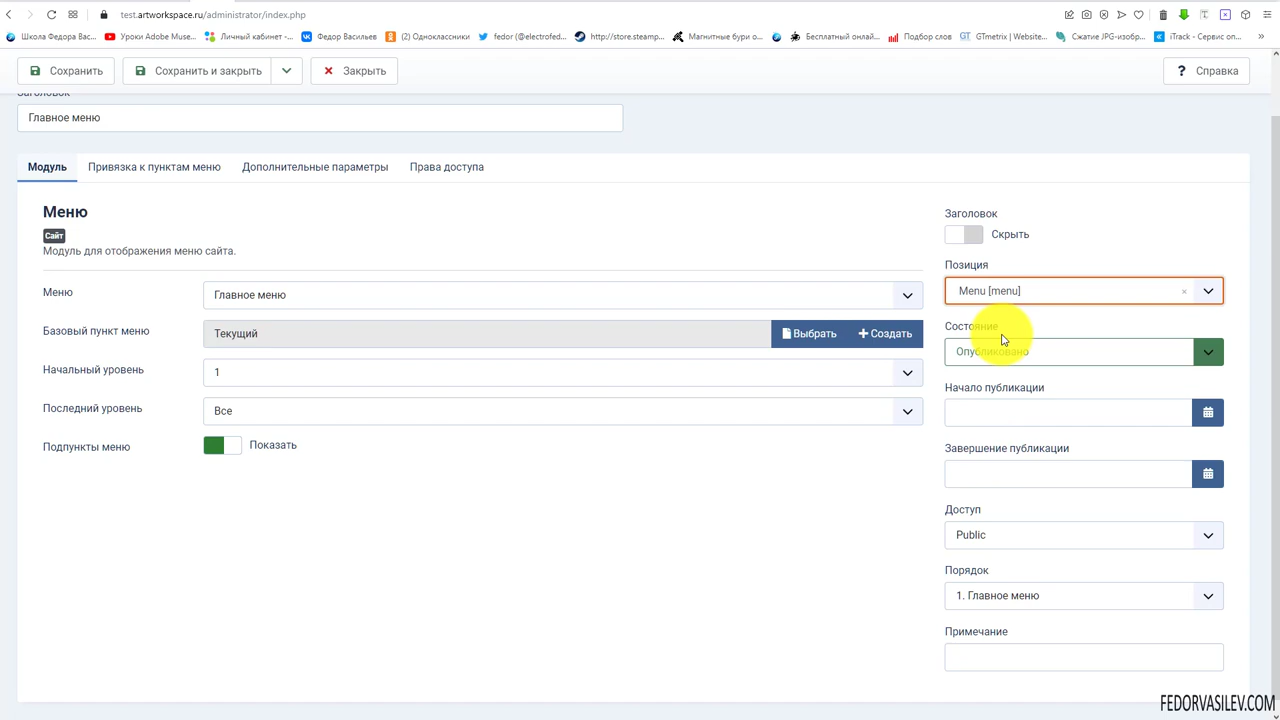 test.artworkspace.ru/administrator/index.php
Школа Федора Вас...
Уроки Adobe Muse...
Личный кабинет -...
Федор Васильев
(2) Одноклассники
fedor (@electrofed...
http://store.steamp...
Магнитные бури о...
Бесплатный онлай...
Подбор слов
GTmetrix | Website...
Сжатие JPG-изобр...
iTrack - Сервис оп...
»
Сохранить
Сохранить и закрыть
Закрыть
? Справка
Заголовок
Главное меню
Модуль
Привязка к пунктам меню
Дополнительные параметры
Права доступа
Меню
Сайт
Модуль для отображения меню сайта.
Меню
Главное меню
Базовый пункт меню
Текущий
Выбрать
Создать
Начальный уровень
1
Последний уровень
Все
Подпункты меню
Показать
Заголовок
Скрыть
Позиция
Menu [menu]
×
Состояние
Опубликовано
Начало публикации
Завершение публикации
Доступ
Public
Порядок
1. Главное меню
Примечание
FEDORVASILEV.COM